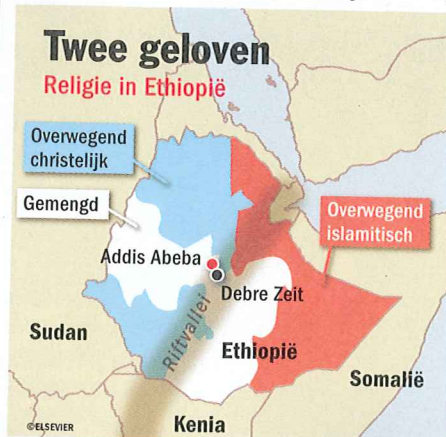 Twee geloven
Religie in Ethiopië
Overwegend
christelijk
Gemengd
Overwegend
islamitisch
Addis Abeba
Debre Zeit
Riftvallei
Sudan
Ethiopië
Somalië
Kenia
©ELSEVIER